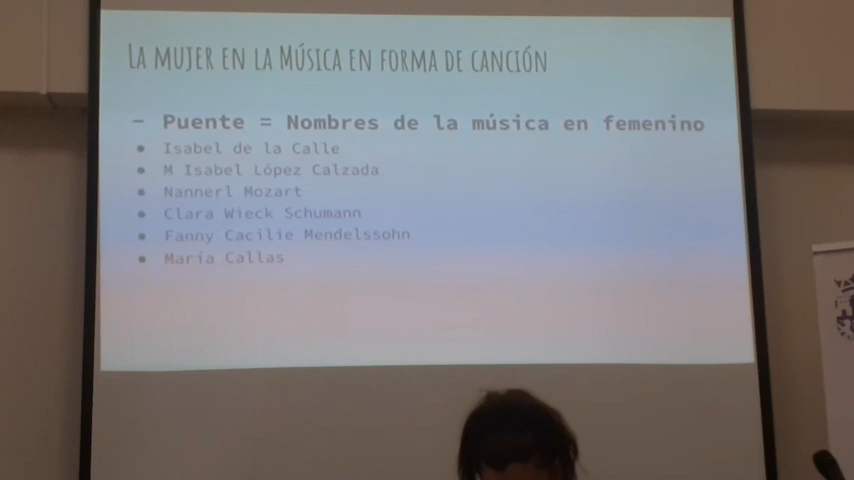 LA MUJER EN LA MÚSICA EN FORMA DE CANCIÓN
- Puente = Nombres de la música en femenino
• Isabel de la Calle
• M Isabel López Calzada
• Nannerl Mozart
• Clara Wieck Schumann
• Fanny Cacilie Mendelssohn
• María Callas